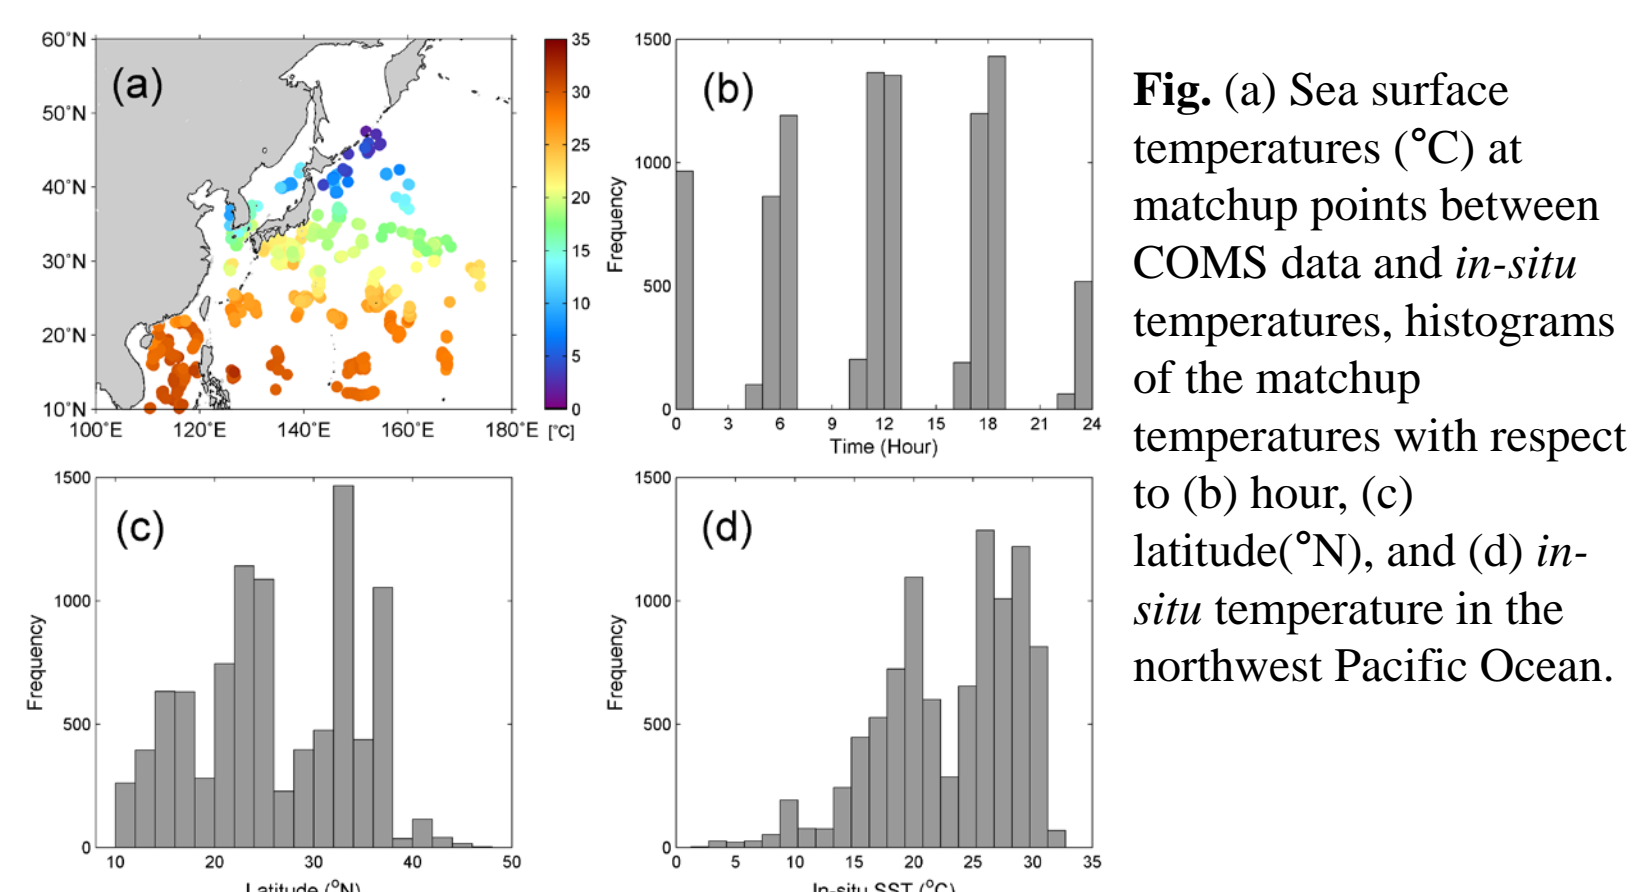 60°N
50°N
40°N
30°N
20°N
10°N
100°E 120°E 140°E 160°E 180°E [°C]
(a)
35
30
25
20
15
10
5
0
(b)
1500
1000
500
0
Frequency
0 3 6 9 12 15 18 21 24
Time (Hour)
(c)
1500
1000
500
0
Frequency
10 20 30 40 50
Latitude (°N)
(d)
1500
1000
500
0
Frequency
0 5 10 15 20 25 30 35
In-situ SST (°C)
Fig. (a) Sea surface
temperatures (°C) at
matchup points between
COMS data and in-situ
temperatures, histograms
of the matchup
temperatures with respect
to (b) hour, (c)
latitude(°N), and (d) in-
situ temperature in the
northwest Pacific Ocean.